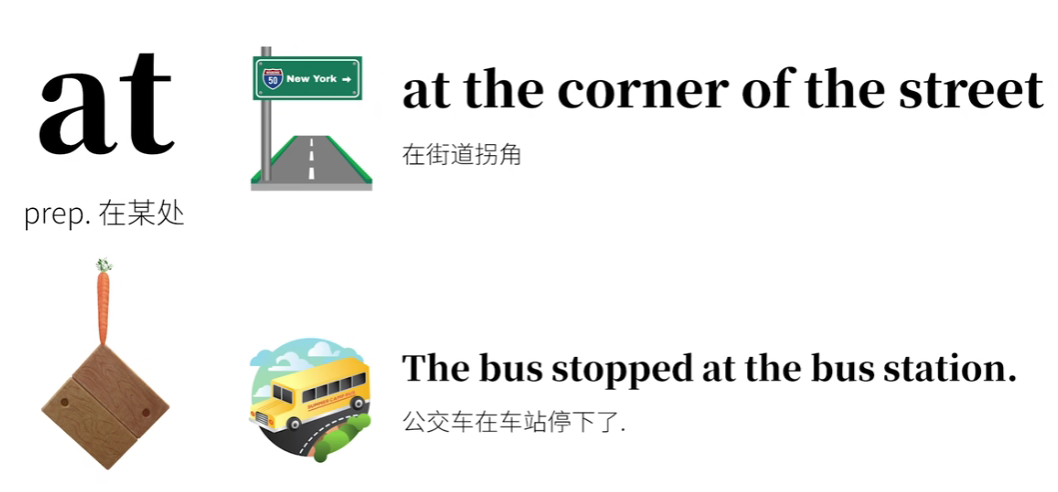 at
prep. 在某处
50
New York →
at the corner of the street
在街道拐角
The bus stopped at the bus station.
公交车在车站停下了.